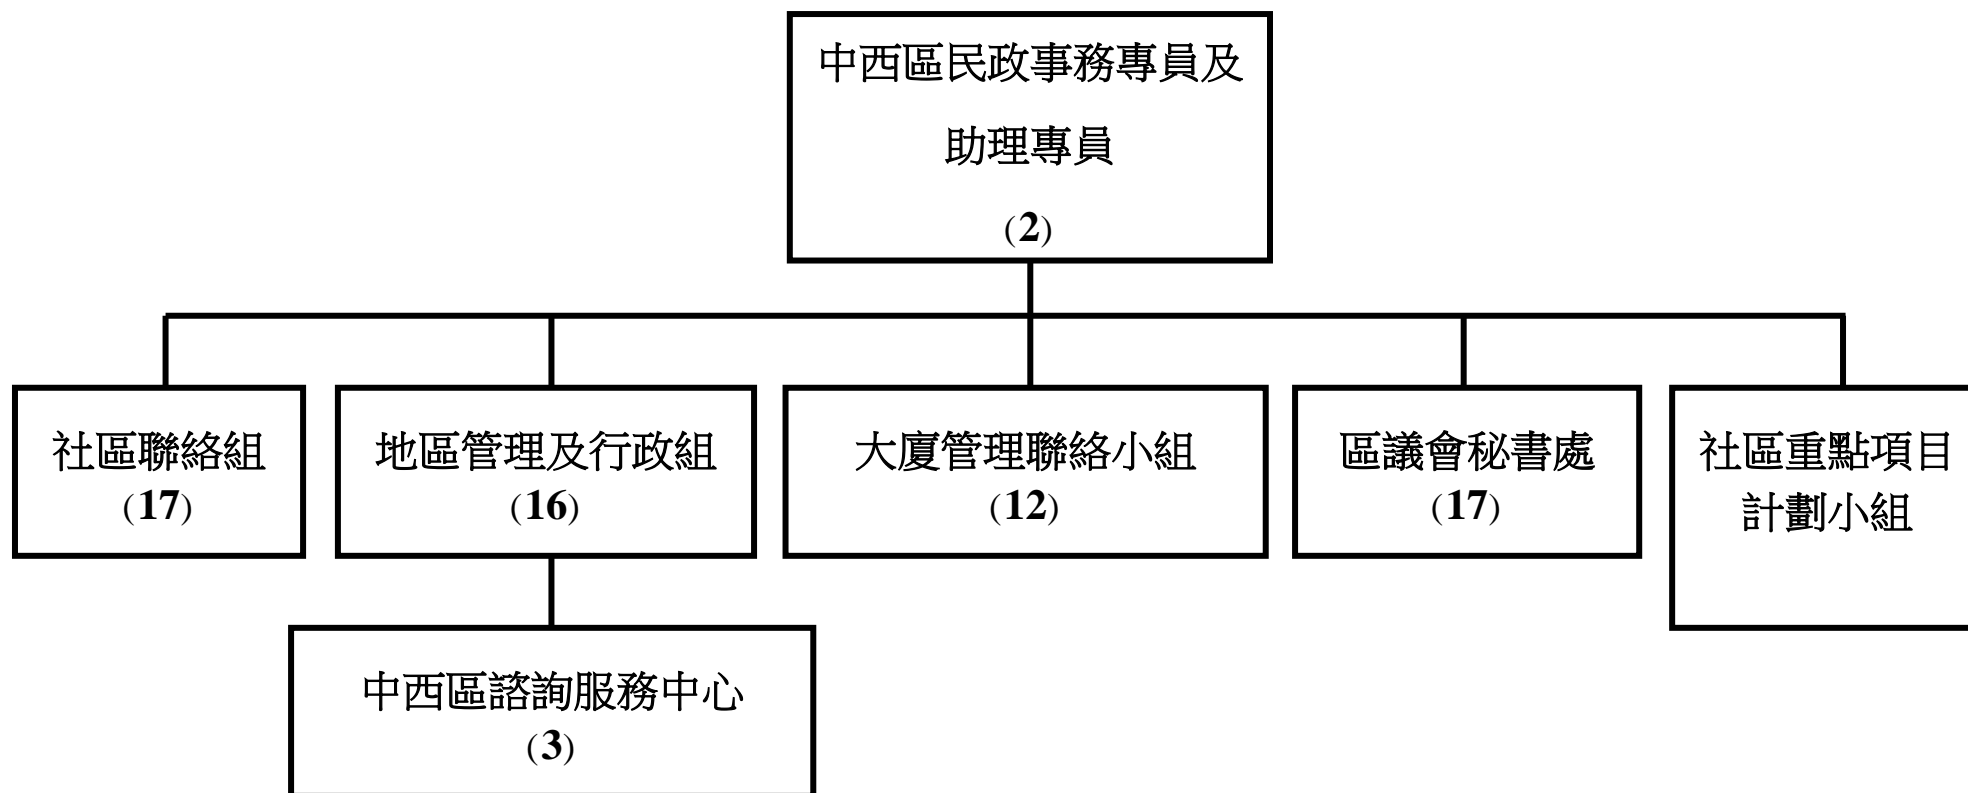 中西區民政事務專員及
助理專員
(2)
社區聯絡組
(17)
地區管理及行政組
(16)
大廈管理聯絡小組
(12)
區議會秘書處
(17)
社區重點項目
計劃小組
中西區諮詢服務中心
(3)